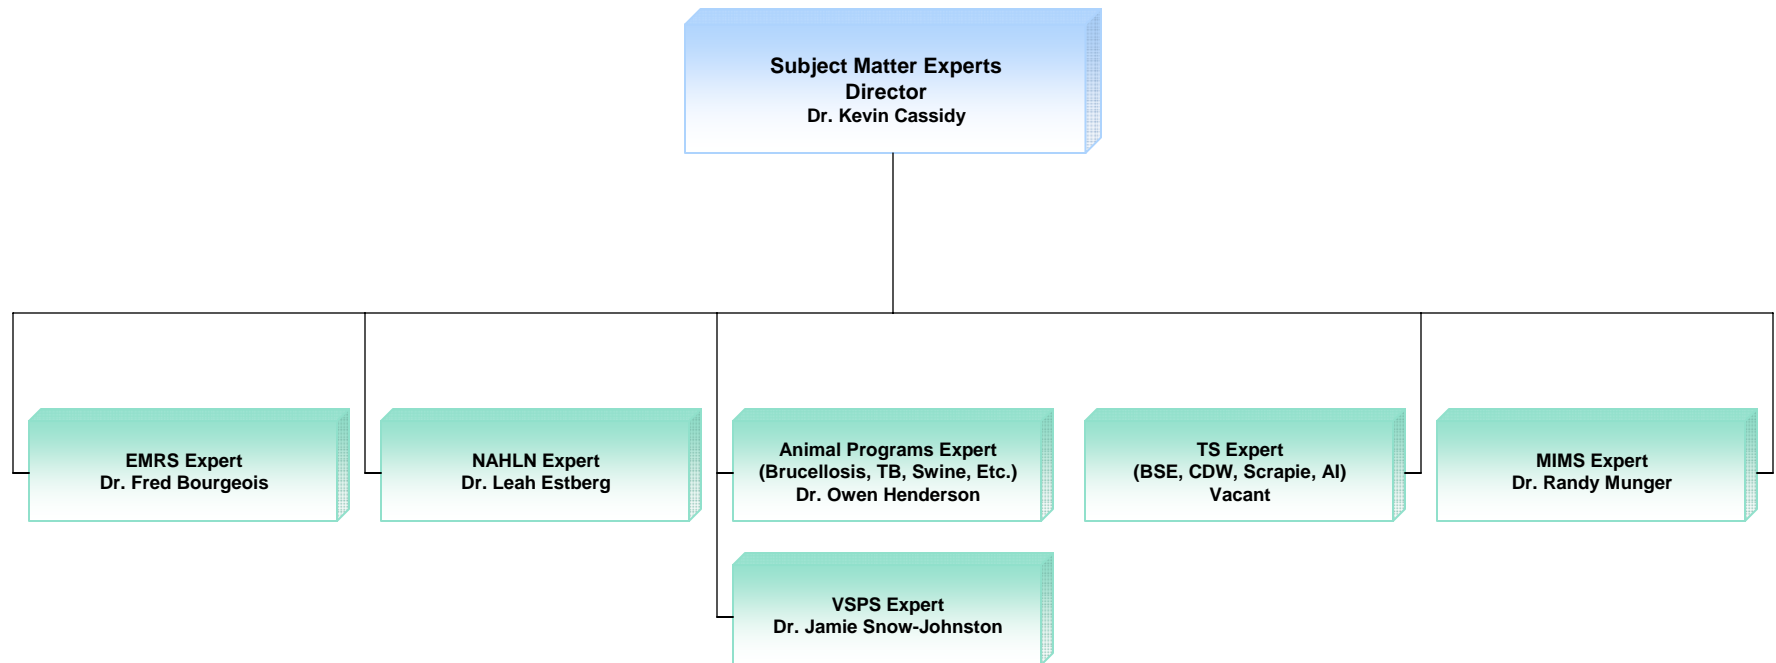 Subject Matter Experts
Director
Dr. Kevin Cassidy
EMRS Expert
Dr. Fred Bourgeois
NAHLN Expert
Dr. Leah Estberg
Animal Programs Expert
(Brucellosis, TB, Swine, Etc.)
Dr. Owen Henderson
TS Expert
(BSE, CDW, Scrapie, AI)
Vacant
MIMS Expert
Dr. Randy Munger
VSPS Expert
Dr. Jamie Snow-Johnston